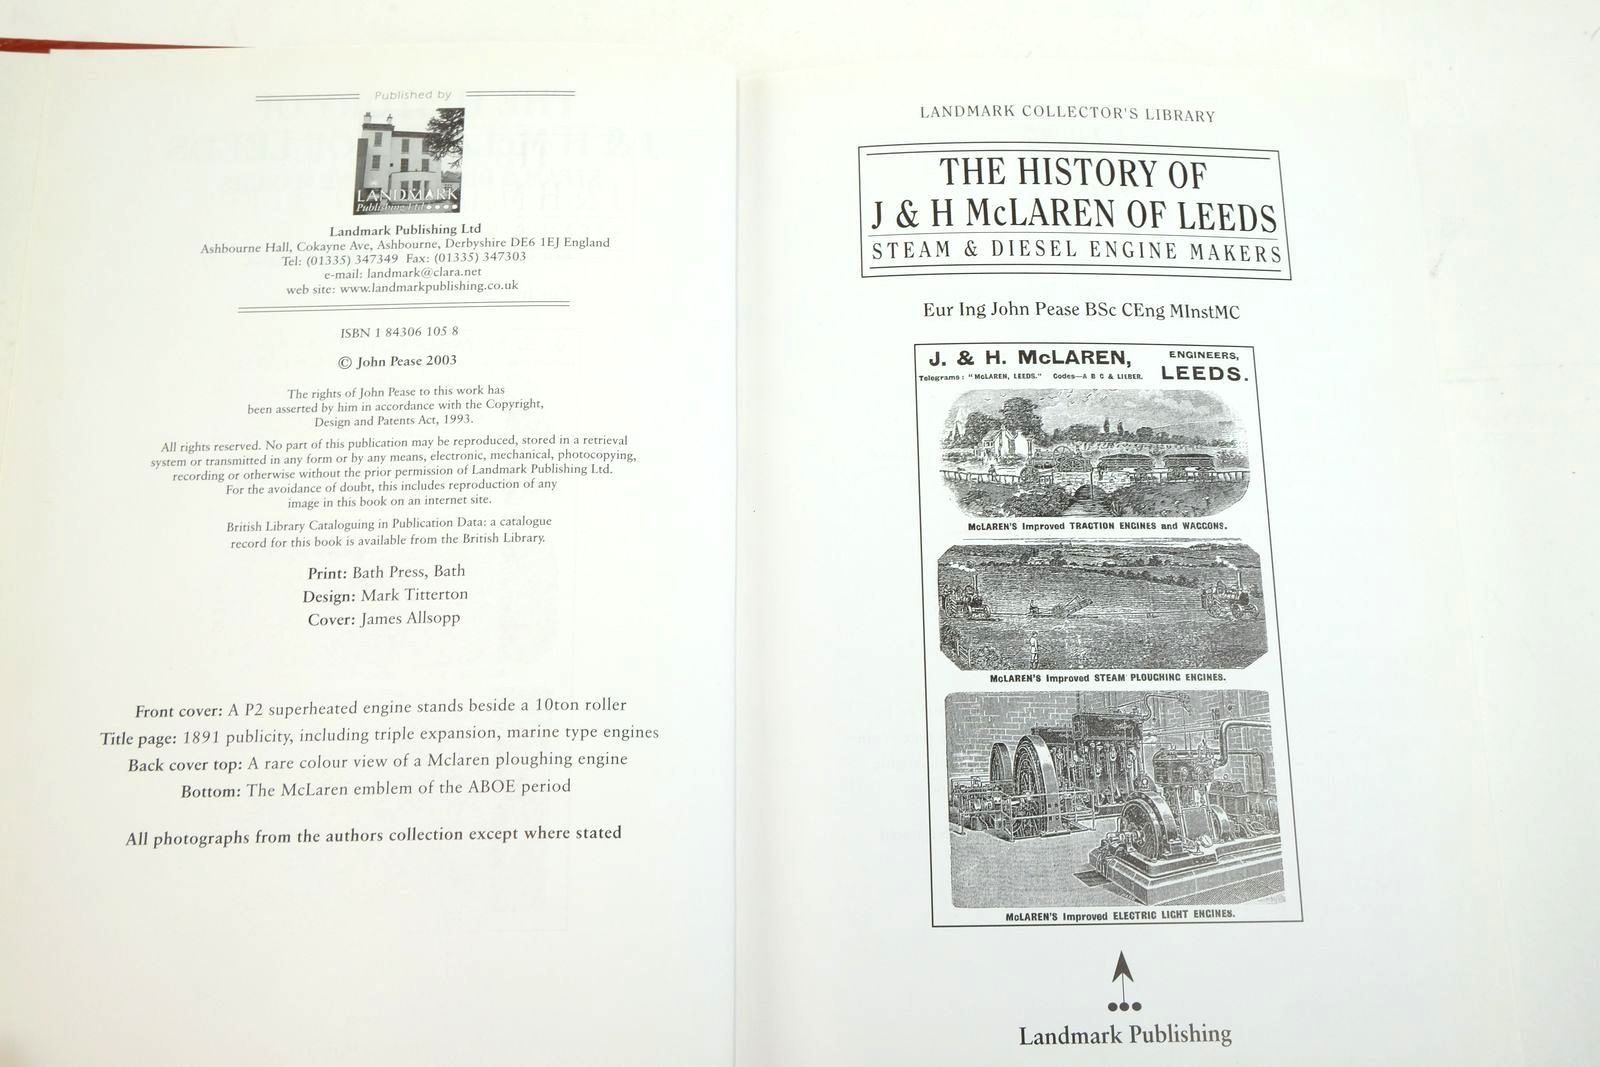 Published by
LANDMARK
Publishing Ltd
Landmark Publishing Ltd
Ashbourne Hall, Cokayne Ave, Ashbourne, Derbyshire DE6 1EJ England
Tel: (01335) 347349 Fax: (01335) 347303
e-mail: landmark@clara.net
web site: www.landmarkpublishing.co.uk
ISBN 1 84306 105 8
© John Pease 2003
The rights of John Pease to this work has
been asserted by him in accordance with the Copyright,
Design and Patents Act, 1993.
All rights reserved. No part of this publication may be reproduced, stored in a retrieval
system or transmitted in any form or by any means, electronic, mechanical, photocopying,
recording or otherwise without the prior permission of Landmark Publishing Ltd.
For the avoidance of doubt, this includes reproduction of any
image in this book on an internet site.
British Library Cataloguing in Publication Data: a catalogue
record for this book is available from the British Library.
Print: Bath Press, Bath
Design: Mark Titterton
Cover: James Allsopp
Front cover: A P2 superheated engine stands beside a 10ton roller
Title page: 1891 publicity, including triple expansion, marine type engines
Back cover top: A rare colour view of a Mclaren ploughing engine
Bottom: The McLaren emblem of the ABOE period
All photographs from the authors collection except where stated
LANDMARK COLLECTOR'S LIBRARY
THE HISTORY OF
J & H McLAREN OF LEEDS
STEAM & DIESEL ENGINE MAKERS
Eur Ing John Pease BSc CEng MInstMC
J. & H. McLAREN, ENGINEERS,
Telegrams: "McLAREN, LEEDS." Codes—A B C & LIEBER. LEEDS.
McLAREN'S Improved TRACTION ENGINES and WAGGONS.
McLAREN'S Improved STEAM PLOUGHING ENGINES.
McLAREN'S Improved ELECTRIC LIGHT ENGINES.
Landmark Publishing